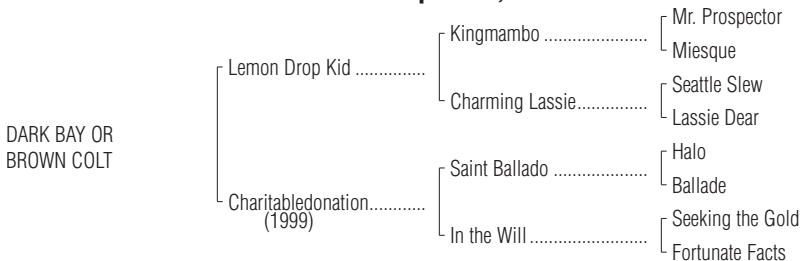 Mr. Prospector
Kingmambo ......................
Miesque
Lemon Drop Kid ...............
Seattle Slew
Charming Lassie...............
Lassie Dear
DARK BAY OR
BROWN COLT
Halo
Saint Ballado ....................
Ballade
Charitabledonation............
(1999)
Seeking the Gold
In the Will .........................
Fortunate Facts